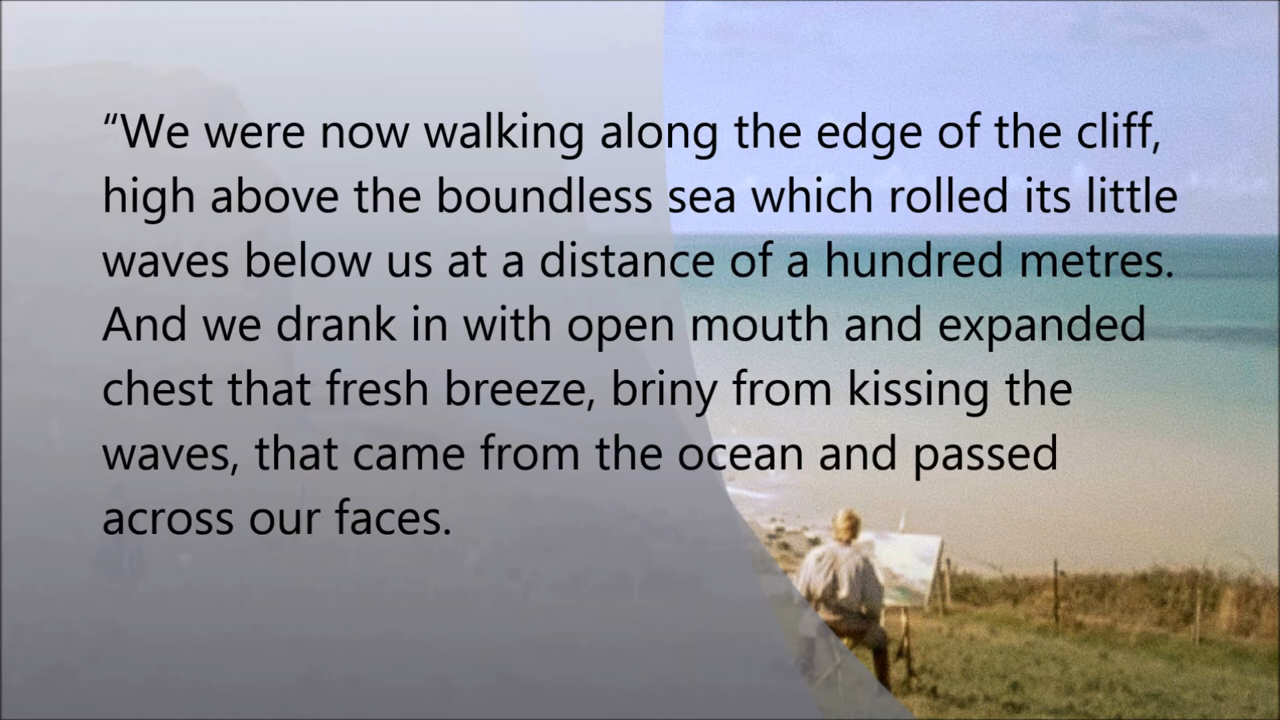 “We were now walking along the edge of the cliff,
high above the boundless sea which rolled its little
waves below us at a distance of a hundred metres.
And we drank in with open mouth and expanded
chest that fresh breeze, briny from kissing the
waves, that came from the ocean and passed
across our faces.